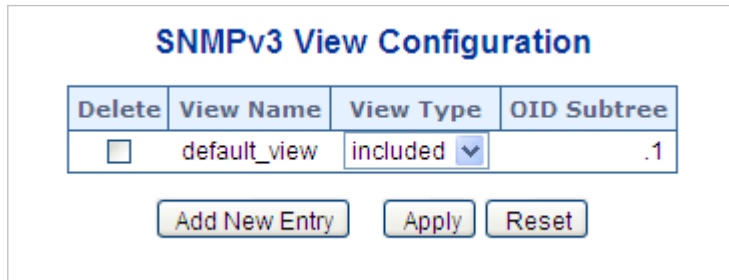 SNMPv3 View Configuration
Delete View Name View Type OID Subtree
default_view included .1
Add New Entry Apply Reset